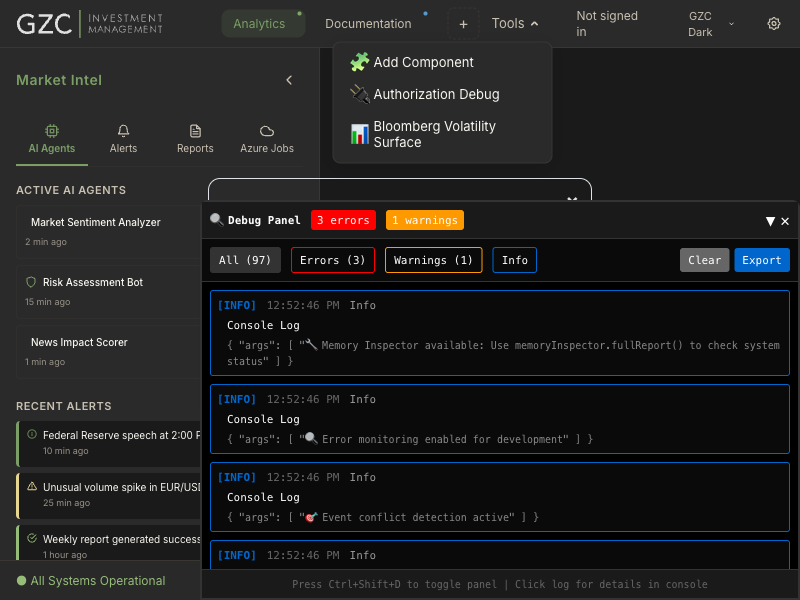 GZC INVESTMENT
MANAGEMENT
Analytics
Documentation
+
Tools
Not signed
in
GZC
Dark
Add Component
Authorization Debug
Bloomberg Volatility
Surface
Market Intel
AI Agents
Alerts
Reports
Azure Jobs
ACTIVE AI AGENTS
Market Sentiment Analyzer
2 min ago
Risk Assessment Bot
15 min ago
News Impact Scorer
1 min ago
RECENT ALERTS
Federal Reserve speech at 2:00 P
10 min ago
Unusual volume spike in EUR/USD
25 min ago
Weekly report generated success
1 hour ago
All Systems Operational
Debug Panel 3 errors 1 warnings
All (97) Errors (3) Warnings (1) Info Clear Export
[INFO] 12:52:46 PM Info
Console Log
{ "args": [ "🔧 Memory Inspector available: Use memoryInspector.fullReport() to check system
status" ] }
[INFO] 12:52:46 PM Info
Console Log
{ "args": [ "🔍 Error monitoring enabled for development" ] }
[INFO] 12:52:46 PM Info
Console Log
{ "args": [ "🎯 Event conflict detection active" ] }
[INFO] 12:52:46 PM Info
Press Ctrl+Shift+D to toggle panel | Click log for details in console